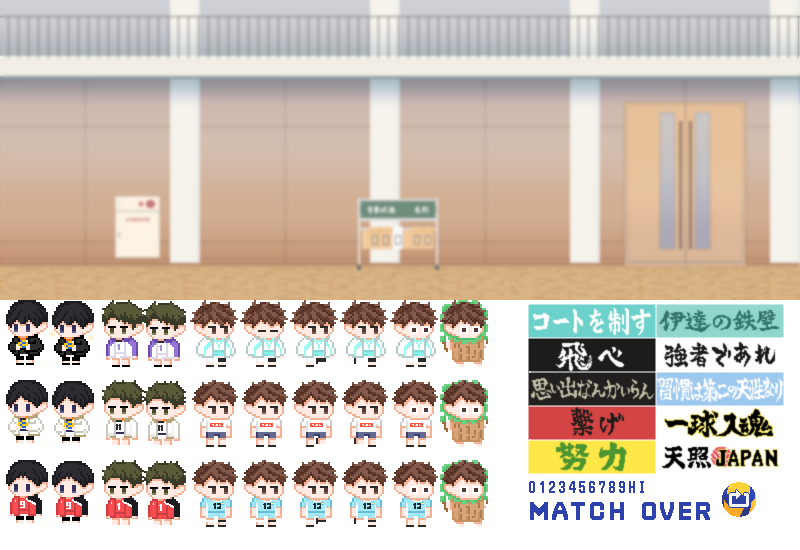 コートを制す
伊達の鉄壁
飛べ
強者であれ
思い出なんかいらん
習慣は第二の天性なり
繋げ
一球入魂
努力
天照JAPAN
0123456789HI
MATCH OVER